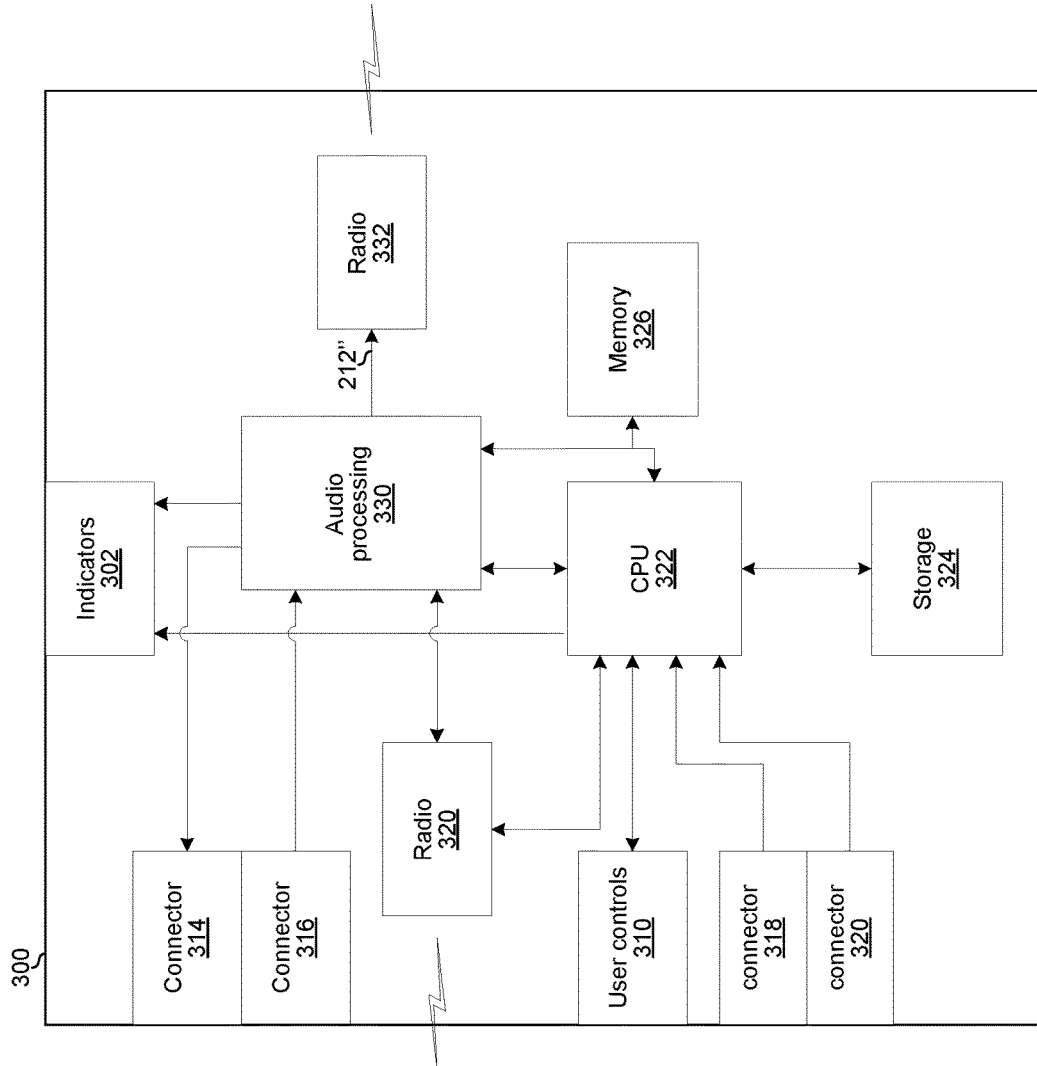 300
Connector
314
Connector
316
Radio
320
User controls
310
connector
318
connector
320
Indicators
302
Audio
processing
330
CPU
322
Storage
324
212”
Radio
332
Memory
326